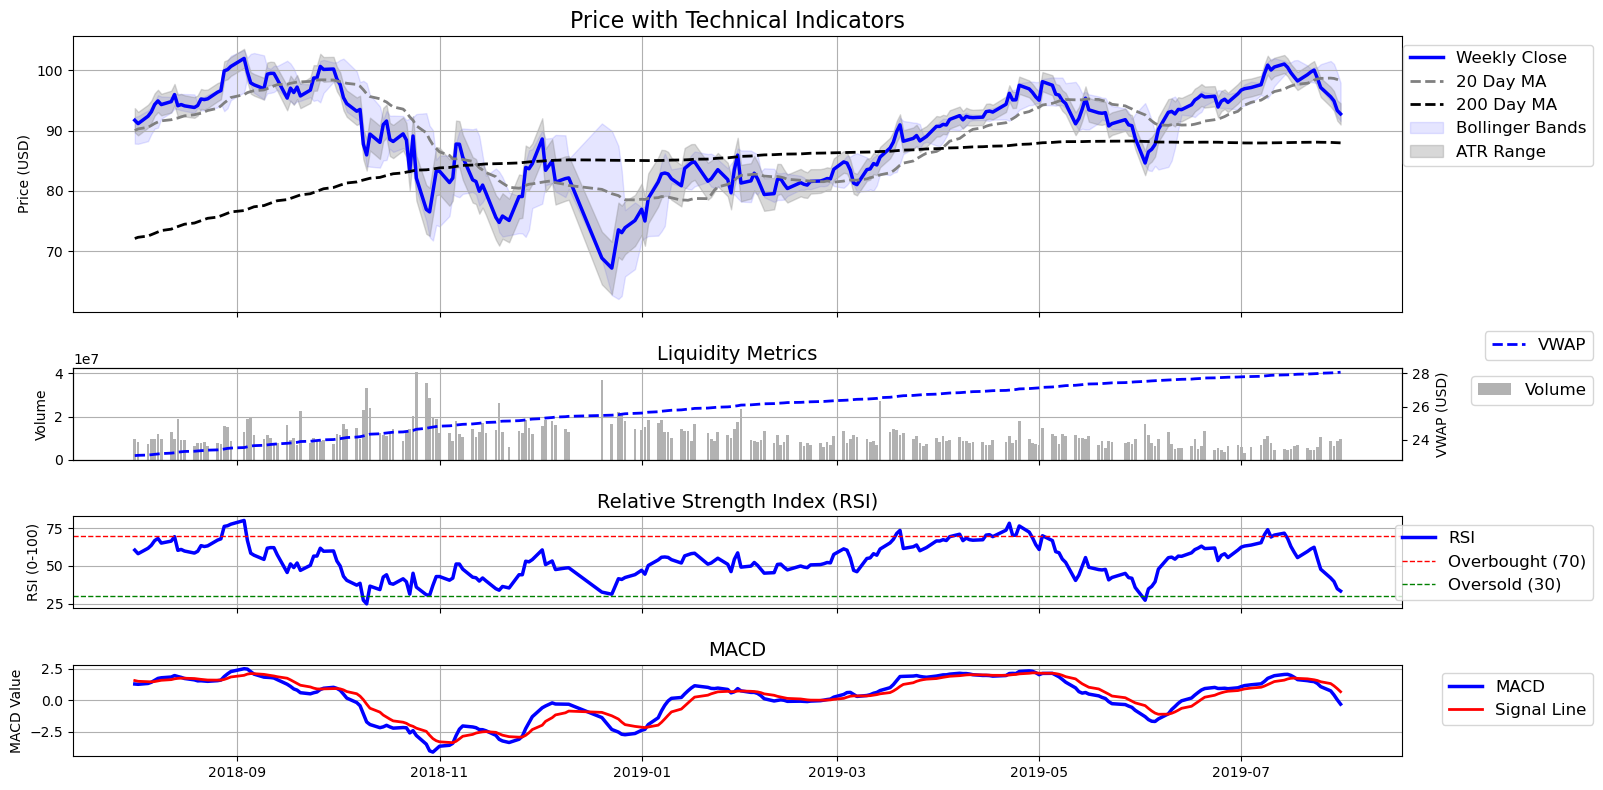 Price with Technical Indicators
Price (USD)
100
90
80
70
Weekly Close
20 Day MA
200 Day MA
Bollinger Bands
ATR Range
Liquidity Metrics
1e7
Volume
4
2
0
28
26
24
VWAP (USD)
VWAP
Volume
Relative Strength Index (RSI)
RSI (0-100)
75
50
25
RSI
Overbought (70)
Oversold (30)
MACD
MACD Value
2.5
0.0
−2.5
MACD
Signal Line
2018-09
2018-11
2019-01
2019-03
2019-05
2019-07